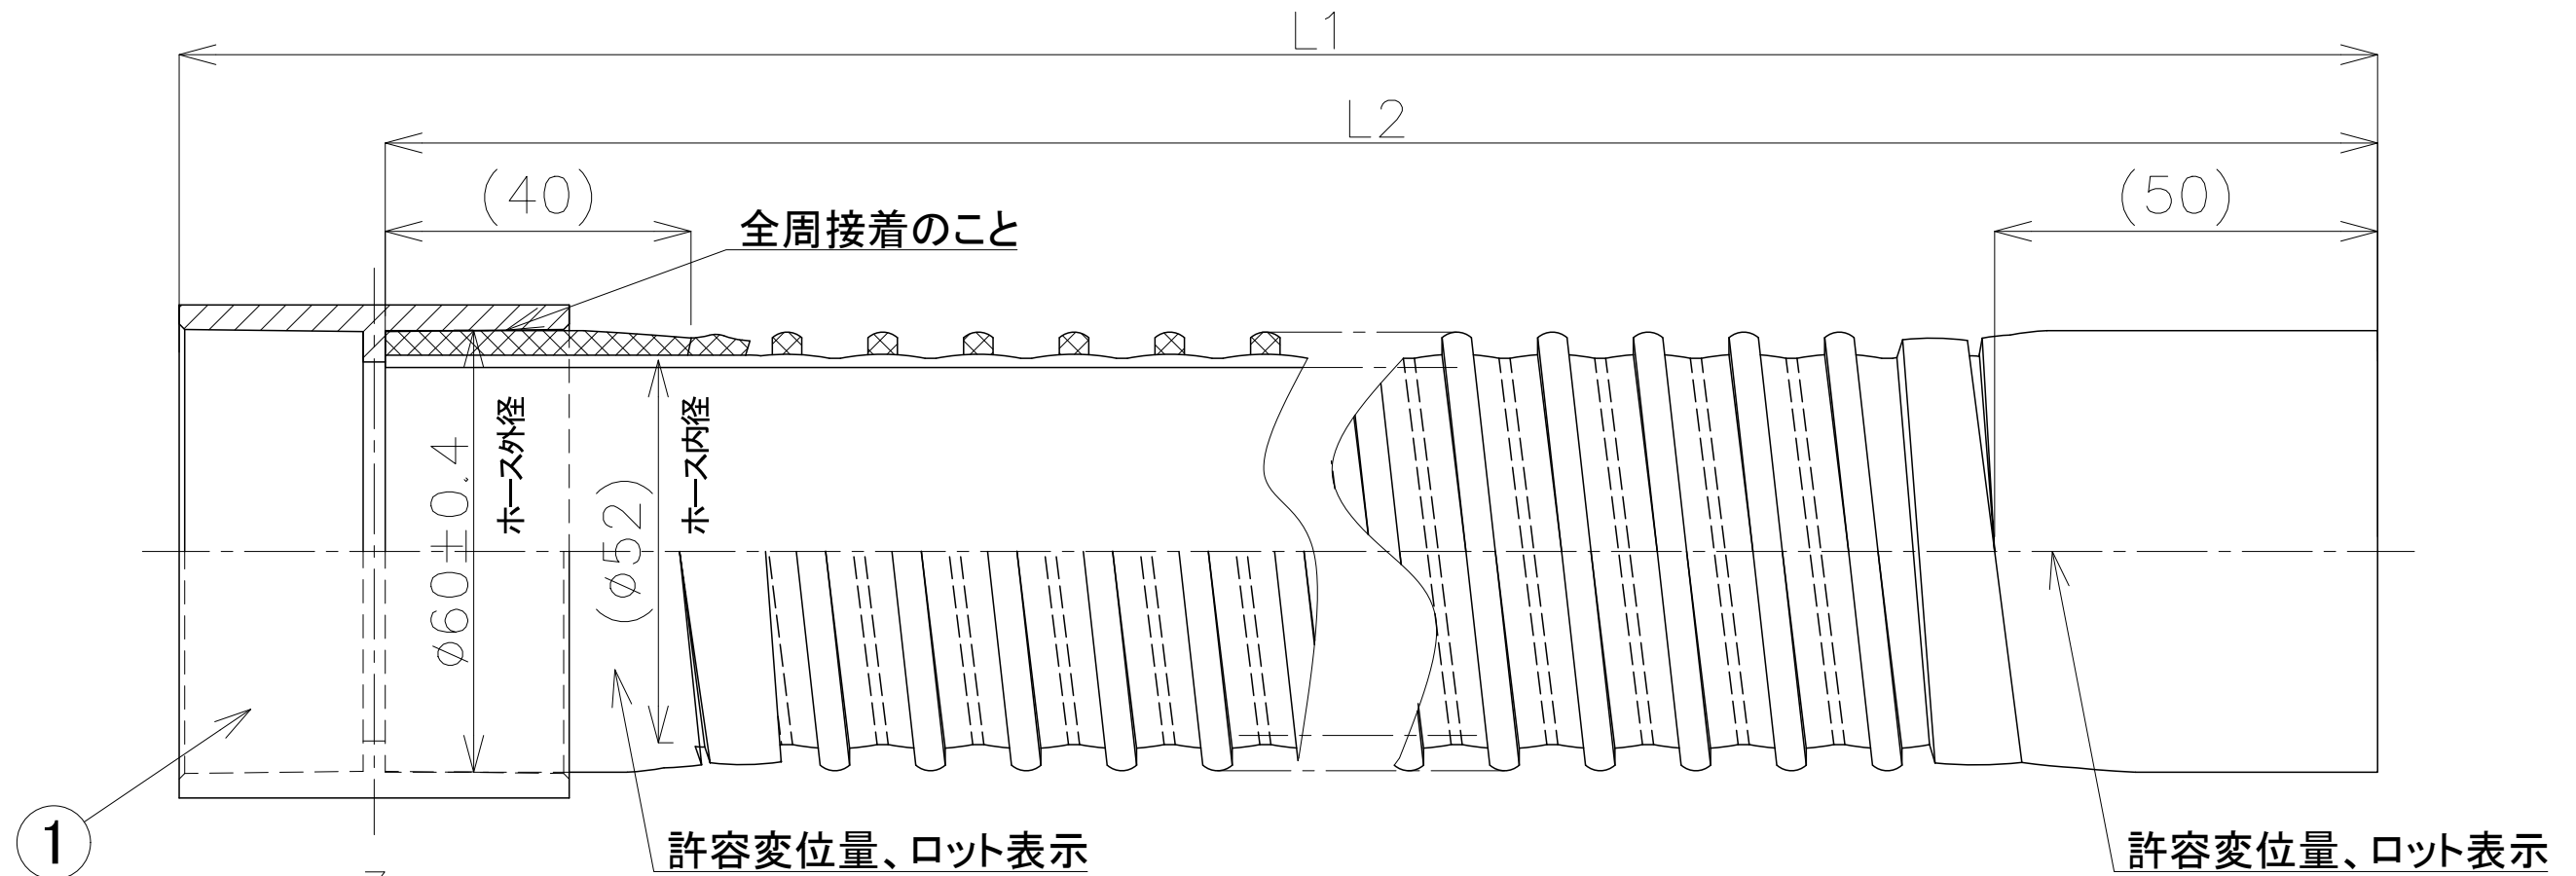 L1
L2
(40)
(50)
全周接着のこと
ø60±0.4
ホース外径
(ø52)
ホース内径
1
許容変位量、ロット表示
許容変位量、ロット表示